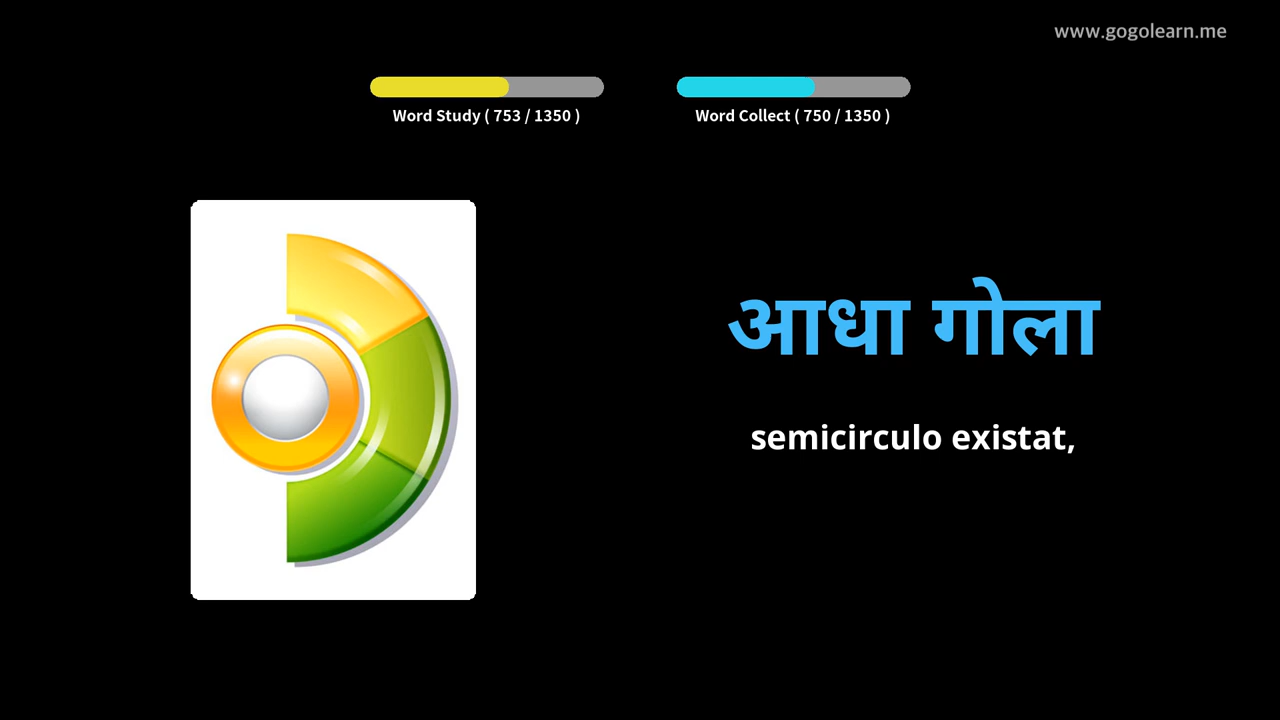 www.gogolearn.me
Word Study ( 753 / 1350 )
Word Collect ( 750 / 1350 )
आधा गोला
semicirculo existat,